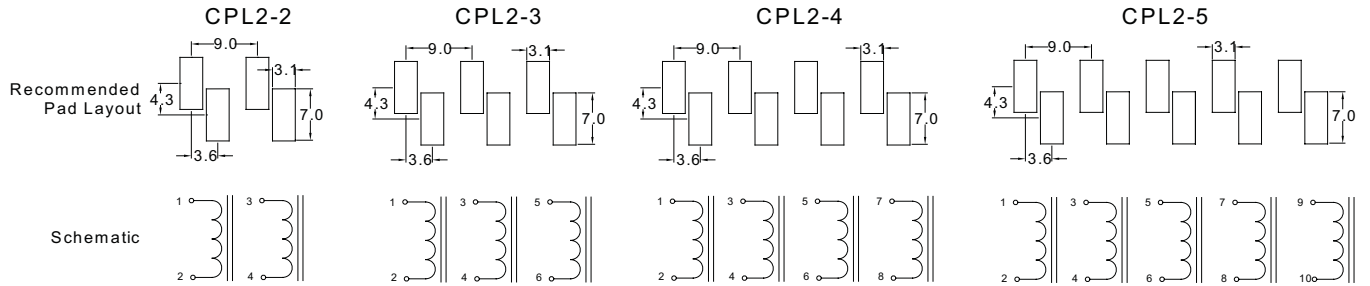 CPL2-2 CPL2-3 CPL2-4 CPL2-5
9.0 9.0 3.1 9.0 3.1 9.0 3.1
3.1
Recommended
Pad Layout
4.3 7.0 4.3 7.0 4.3 7.0 4.3 7.0
3.6 3.6 3.6 3.6
1 3 1 3 5 1 3 5 7 1 3 5 7 9
Schematic
2 4 2 4 6 2 4 6 8 2 4 6 8 10